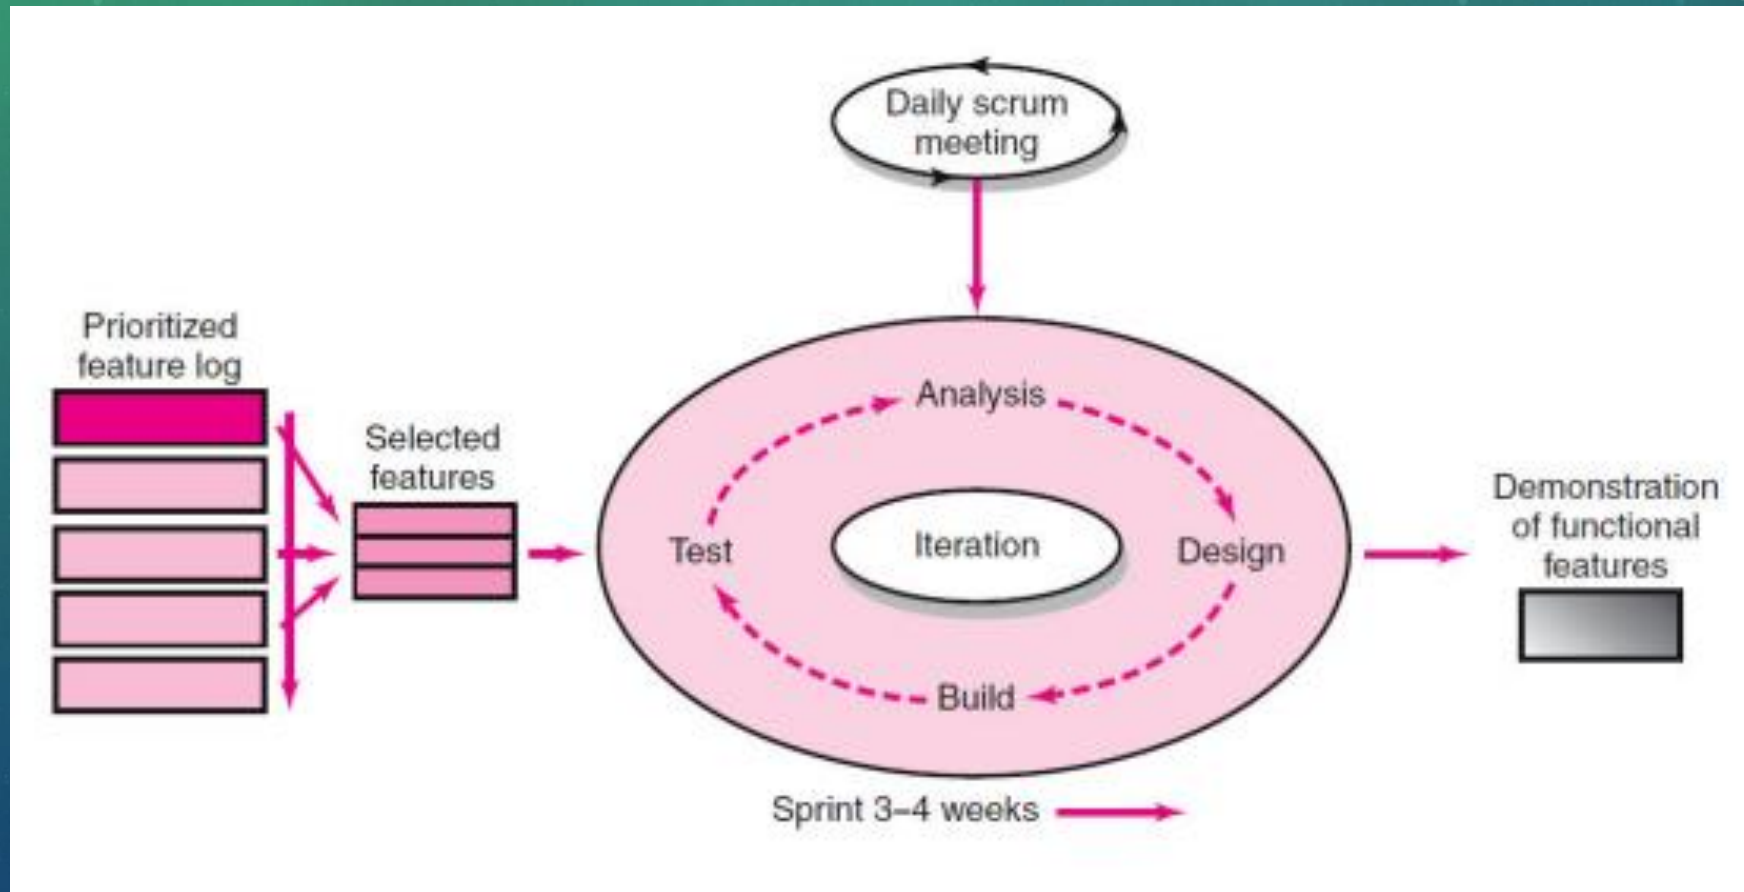 Daily scrum
meeting
Prioritized
feature log
Selected
features
Analysis
Test
Iteration
Design
Build
Sprint 3–4 weeks
Demonstration
of functional
features